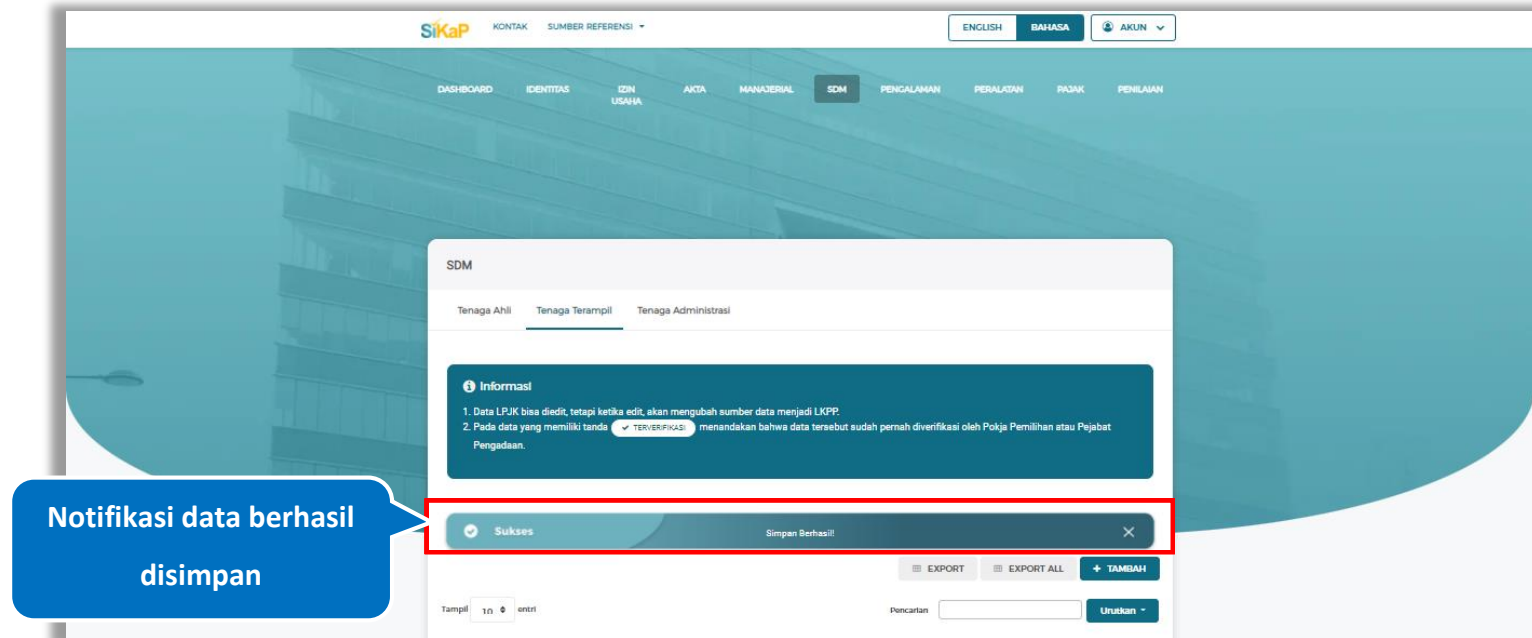 SiKaP KONTAK SUMBER REFERENSI ENGLISH BAHASA AKUN
DASHBOARD IDENTITAS IZIN USAHA AKTA MANAJERIAL SDM PENGALAMAN PERALATAN PAJAK PENILAIAN
SDM
Tenaga Ahli Tenaga Terampil Tenaga Administrasi
Informasi
1. Data LPJK bisa diedit, tetapi ketika edit, akan mengubah sumber data menjadi LKPP.
2. Pada data yang memiliki tanda TERVERIFIKASI menandakan bahwa data tersebut sudah pernah diverifikasi oleh Pokja Pemilihan atau Pejabat
Pengadaan.
Notifikasi data berhasil
disimpan
Sukses Simpan Berhasil!
EXPORT EXPORT ALL + TAMBAH
Tampil 10 entri Pencarian Urutkan